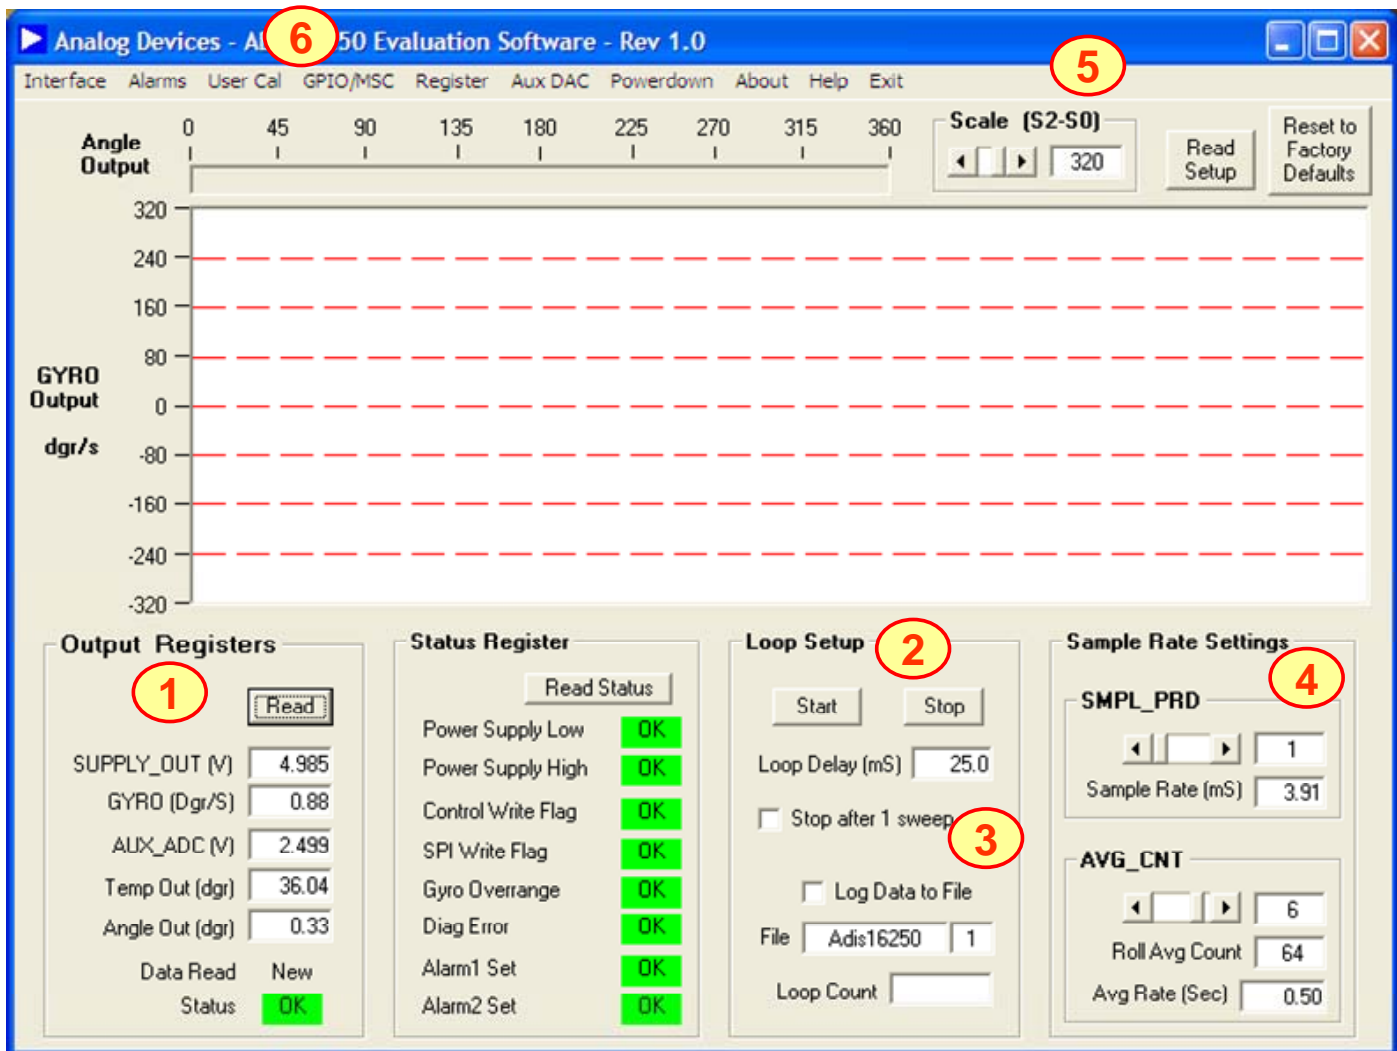 Analog Devices - AD 6 50 Evaluation Software - Rev 1.0
Interface Alarms User Cal GPIO/MSC Register Aux DAC Powerdown About Help Exit
5
Angle Output
0 45 90 135 180 225 270 315 360
Scale (S2-S0)
320
Read Setup
Reset to Factory Defaults
GYRO Output
dgr/s
320
240
160
80
0
-80
-160
-240
-320
Output Registers
1
Read
SUPPLY_OUT (V) 4.985
GYRO (Dgr/S) 0.88
AUX_ADC (V) 2.499
Temp Out (dgr) 36.04
Angle Out (dgr) 0.33
Data Read New
Status OK
Status Register
Read Status
Power Supply Low OK
Power Supply High OK
Control Write Flag OK
SPI Write Flag OK
Gyro Overrange OK
Diag Error OK
Alarm1 Set OK
Alarm2 Set OK
Loop Setup
2
Start Stop
Loop Delay (mS) 25.0
Stop after 1 sweep
3
Log Data to File
File Adis16250 1
Loop Count
Sample Rate Settings
4
SMPL_PRD
1
Sample Rate (mS) 3.91
AVG_CNT
6
Roll Avg Count 64
Avg Rate (Sec) 0.50